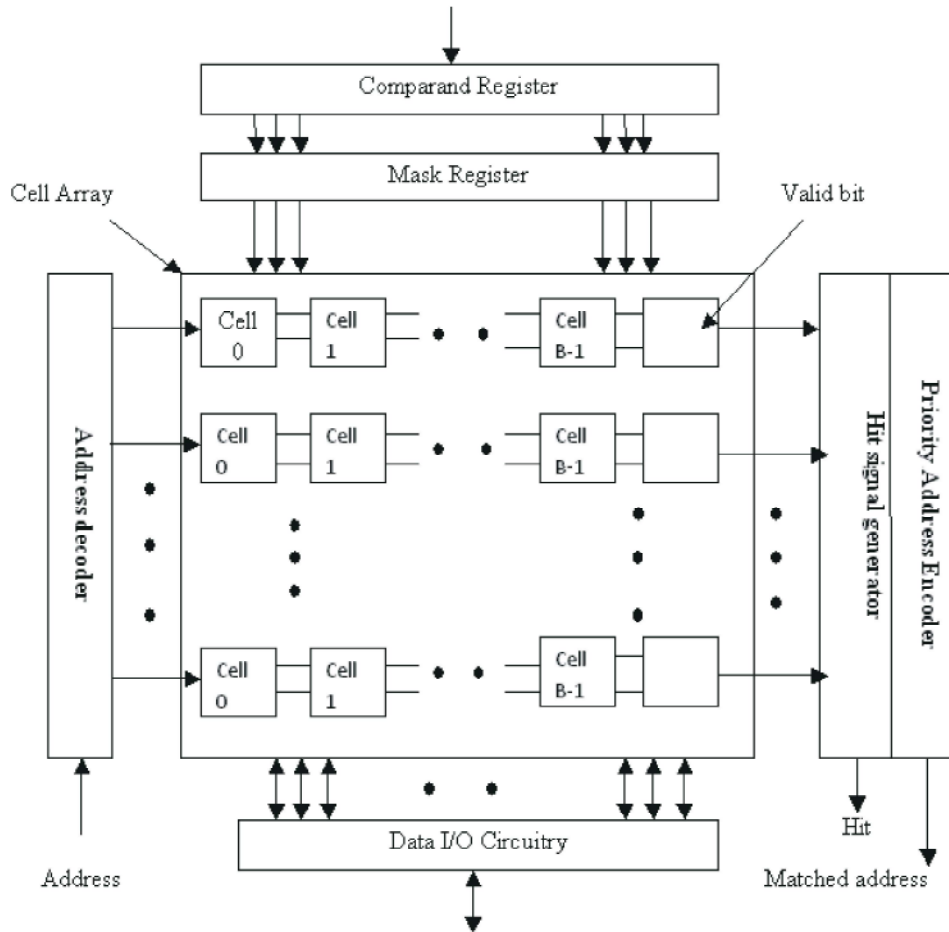 Comparand Register
Mask Register
Cell Array
Valid bit
Cell
0
Cell
1
Cell
B-1
Cell
0
Cell
1
Cell
B-1
Cell
0
Cell
1
Cell
B-1
Address decoder
Hit signal generator
Priority Address Encoder
Data I/O Circuitry
Address
Hit
Matched address